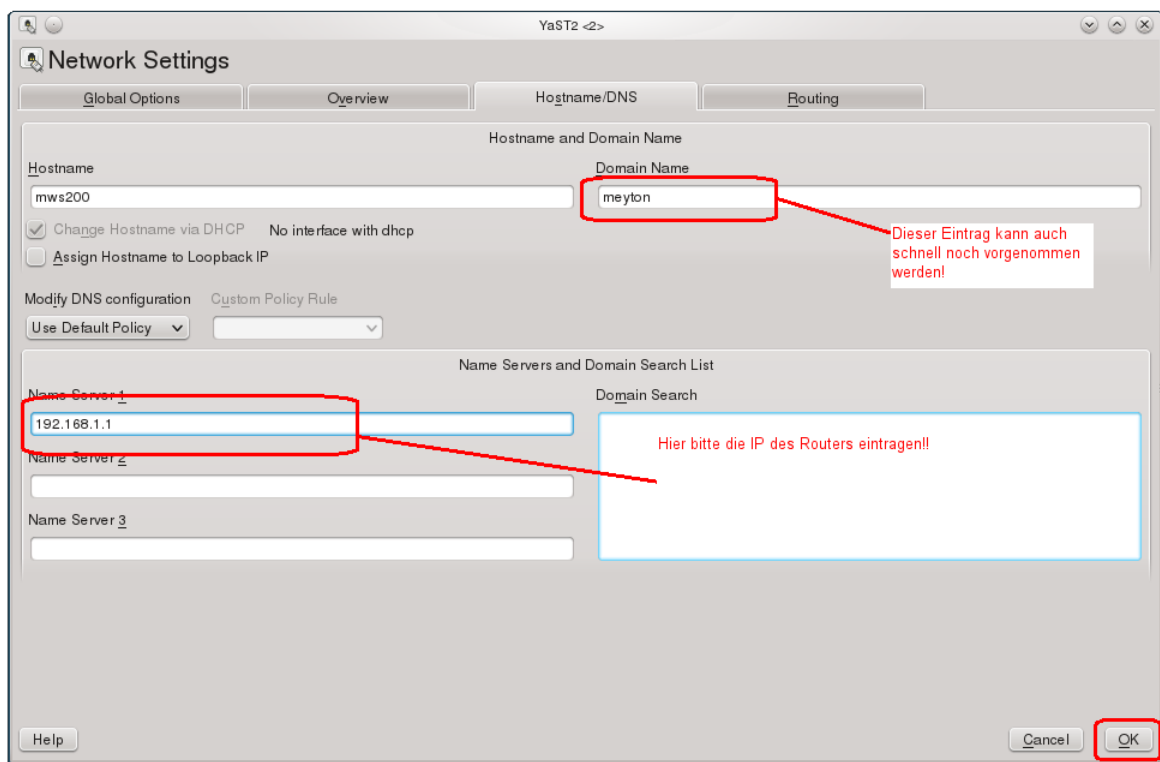 YaST2 <2>
Network Settings
Global Options
Overview
Hostname/DNS
Routing
Hostname and Domain Name
Hostname
Domain Name
mws200
meyton
Change Hostname via DHCP
No interface with dhcp
Assign Hostname to Loopback IP
Dieser Eintrag kann auch
schnell noch vorgenommen
werden!
Modify DNS configuration
Custom Policy Rule
Use Default Policy
Name Servers and Domain Search List
Name Server 1
Domain Search
192.168.1.1
Hier bitte die IP des Routers eintragen!!
Name Server 2
Name Server 3
Help
Cancel
OK